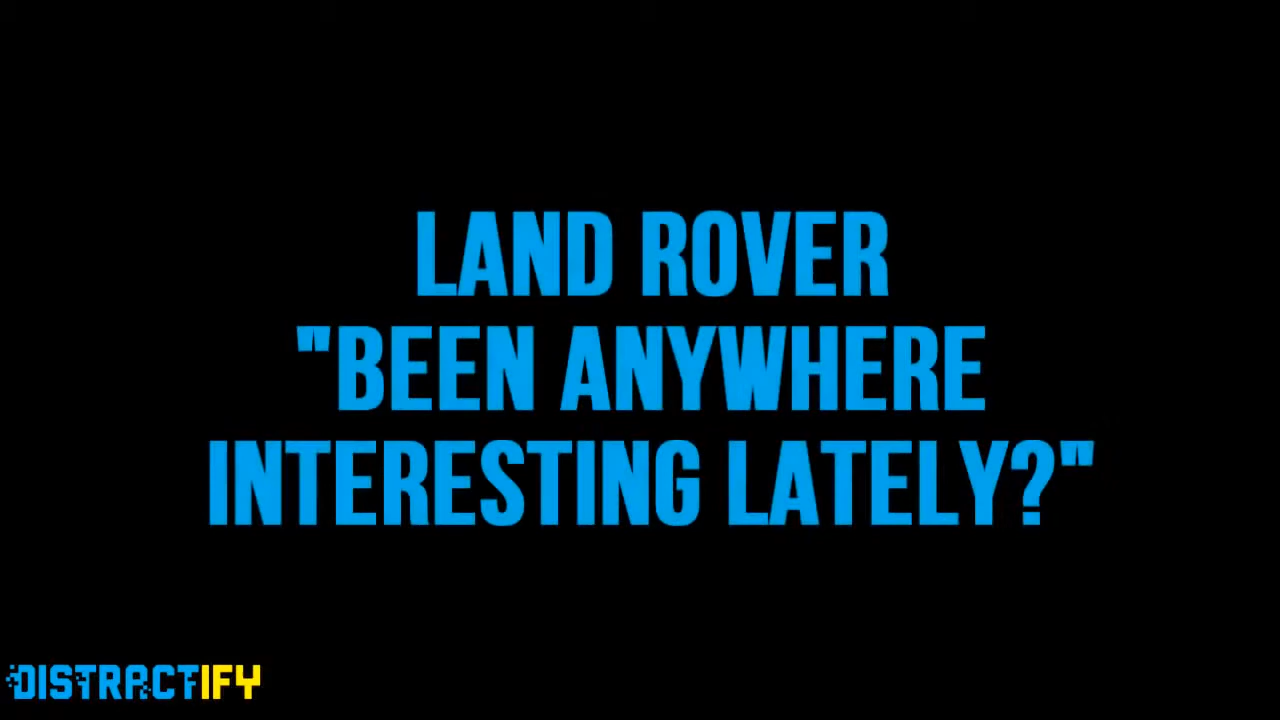 LAND ROVER
"BEEN ANYWHERE
INTERESTING LATELY?"
DISTRACTIFY